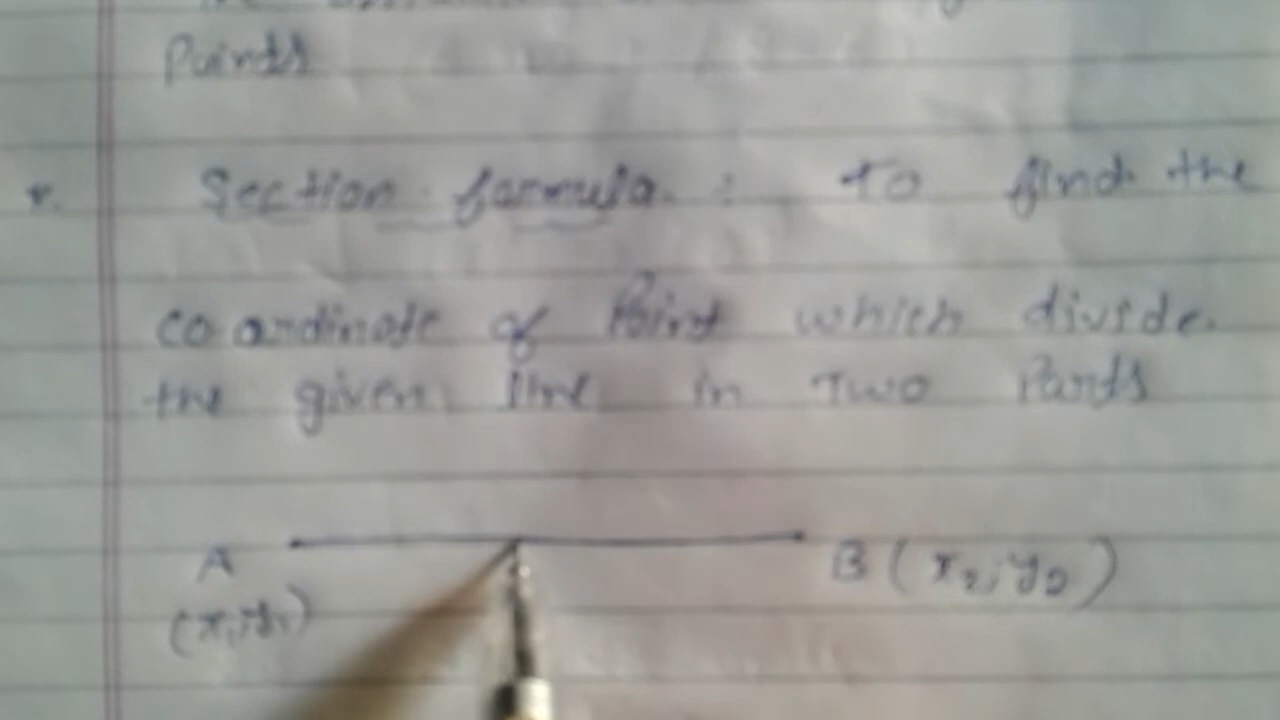 Points
Section formula : To find the
co ordinate of Point which divide.
the given line in Two Parts
A B (x₂, y₂)
(x₁, y₁)